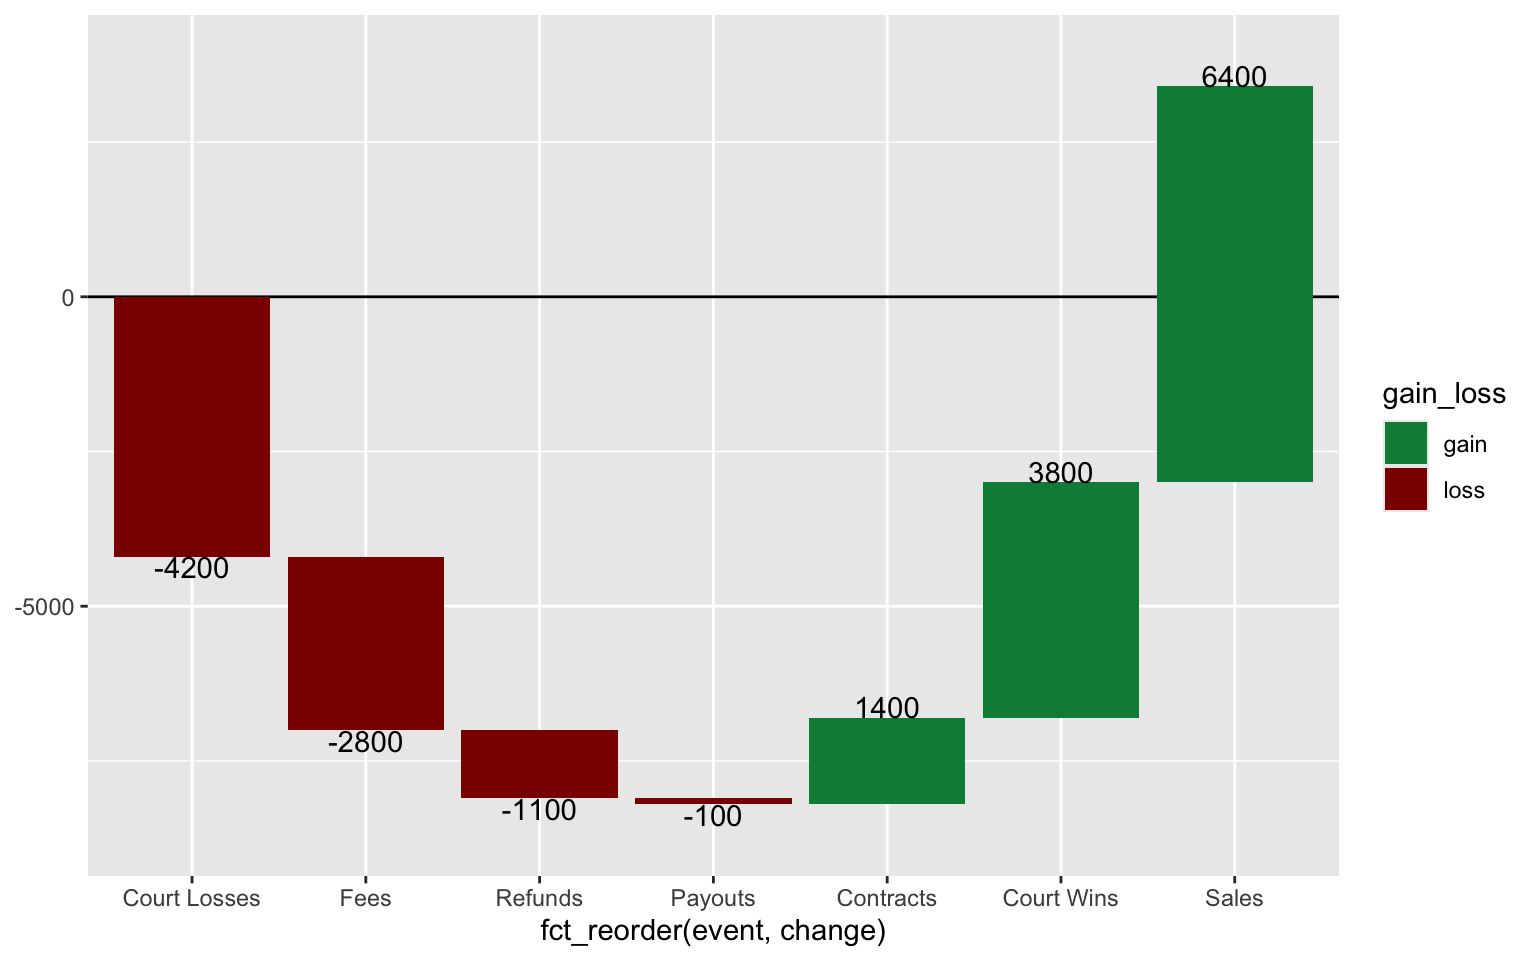 6400
0
gain_loss
gain
3800
loss
-4200
-5000
1400
-2800
-1100
-100
Court Losses Fees Refunds Payouts Contracts Court Wins Sales
fct_reorder(event, change)